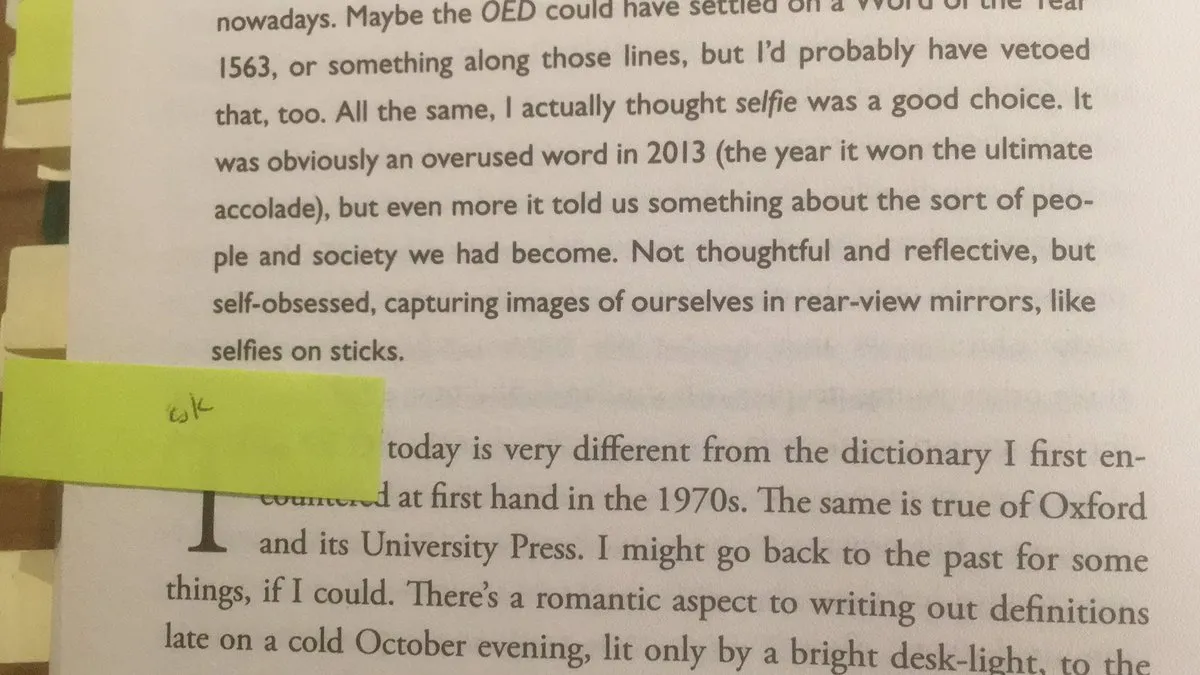 nowadays. Maybe the OED could have settled on a Word of the Year
1563, or something along those lines, but I'd probably have vetoed
that, too. All the same, I actually thought selfie was a good choice. It
was obviously an overused word in 2013 (the year it won the ultimate
accolade), but even more it told us something about the sort of peo-
ple and society we had become. Not thoughtful and reflective, but
self-obsessed, capturing images of ourselves in rear-view mirrors, like
selfies on sticks.
ok
today is very different from the dictionary I first en-
countered at first hand in the 1970s. The same is true of Oxford
and its University Press. I might go back to the past for some
things, if I could. There's a romantic aspect to writing out definitions
late on a cold October evening, lit only by a bright desk-light, to the